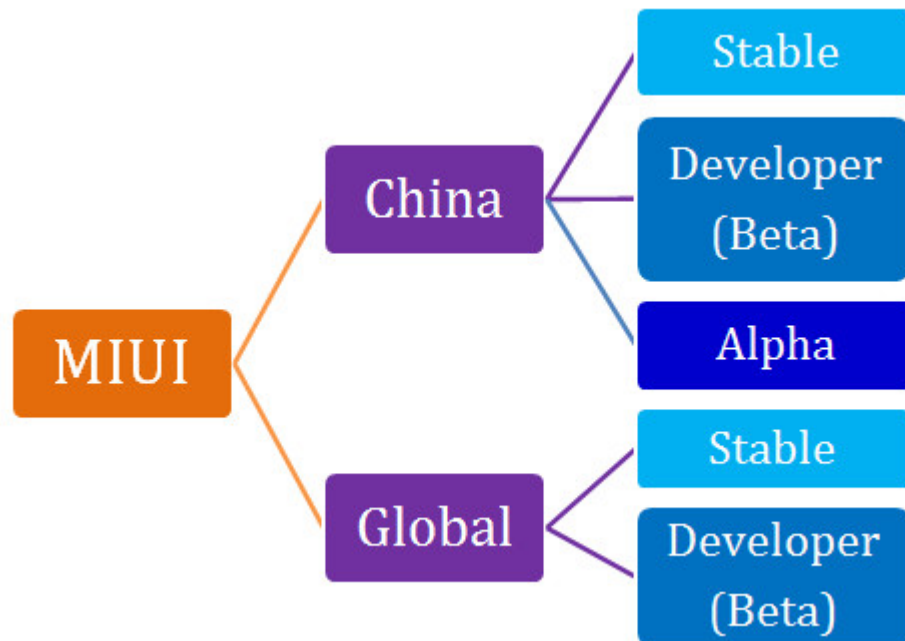 MIUI
China
Stable
Developer
(Beta)
Alpha
Global
Stable
Developer
(Beta)